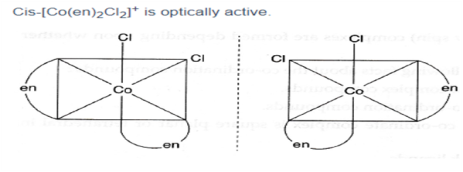 Cis-[Co(en)₂Cl₂]⁺ is optically active.
Cl Cl
Cl Cl
en Co Co en
en en